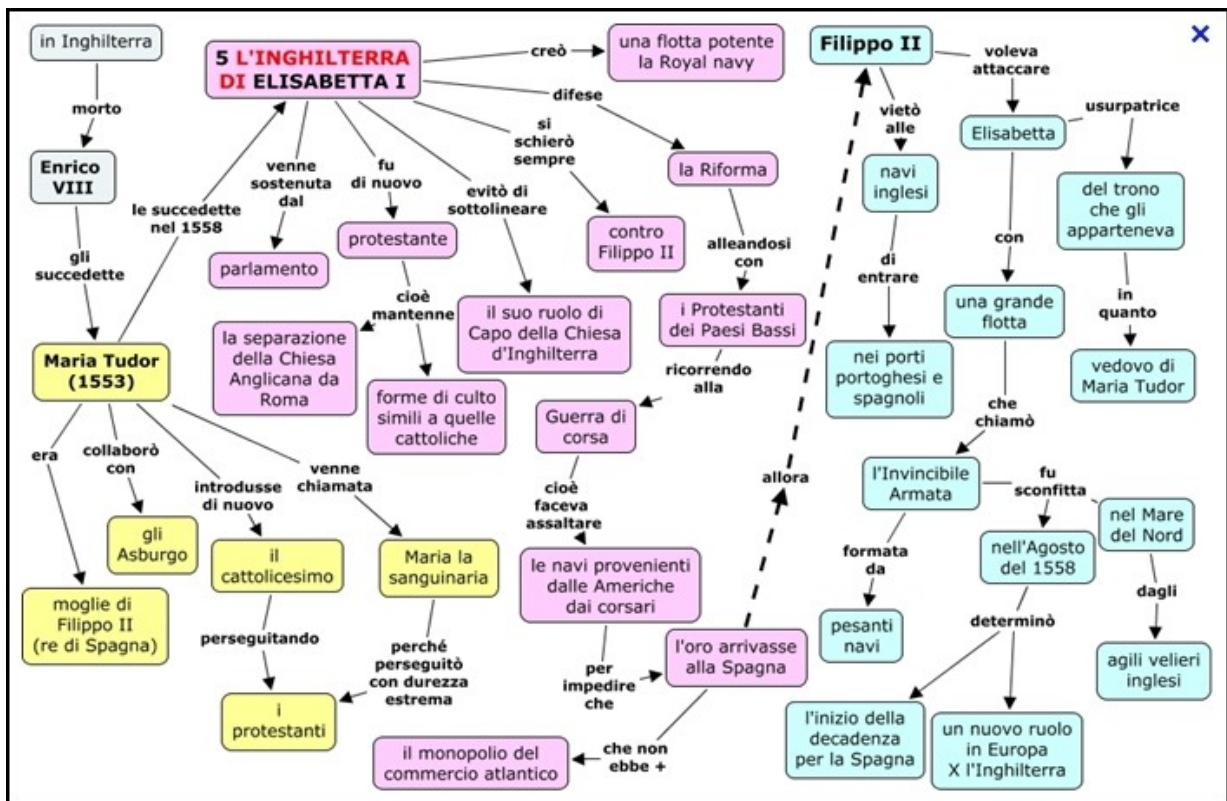 in Inghilterra
morto
Enrico
VIII
gli
succedette
Maria Tudor
(1553)
era
moglie di
Filippo II
(re di Spagna)
collaborò
con
gli
Asburgo
introdusse
di nuovo
il
cattolicesimo
perseguitando
i
protestanti
venne
chiamata
Maria la
sanguinaria
perché
perseguitò
con durezza
estrema
le succedette
nel 1558
5 L'INGHILTERRA
DI ELISABETTA I
venne
sostenuta
dal
parlamento
fu
di nuovo
protestante
cioè
mantenne
la separazione
della Chiesa
Anglicana da
Roma
forme di culto
simili a quelle
cattoliche
evitò di
sottolineare
il suo ruolo di
Capo della Chiesa
d'Inghilterra
si
schierò
sempre
contro
Filippo II
creò
una flotta potente
la Royal navy
difese
la Riforma
alleandosi
con
i Protestanti
dei Paesi Bassi
ricorrendo
alla
Guerra di
corsa
cioè
faceva
assaltare
le navi provenienti
dalle Americhe
dai corsari
per
impedire
che
l'oro arrivasse
alla Spagna
che non
ebbe +
il monopolio del
commercio atlantico
allora
Filippo II
vietò
alle
navi
inglesi
di
entrare
nei porti
portoghesi e
spagnoli
voleva
attaccare
Elisabetta
usurpatrice
del trono
che gli
apparteneva
in
quanto
vedovo di
Maria Tudor
con
una grande
flotta
che
chiamò
l'Invincibile
Armata
formata
da
pesanti
navi
fu
sconfitta
nell'Agosto
del 1558
determinò
l'inizio della
decadenza
per la Spagna
un nuovo ruolo
in Europa
X l'Inghilterra
nel Mare
del Nord
dagli
agili velieri
inglesi